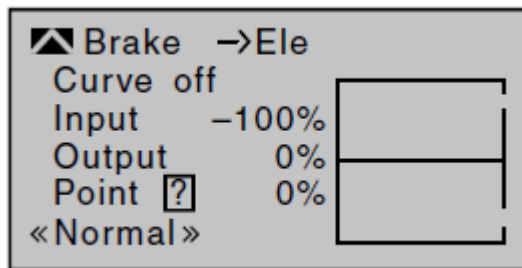 Brake –>Ele
Curve off
Input –100%
Output 0%
Point ? 0%
«Normal»